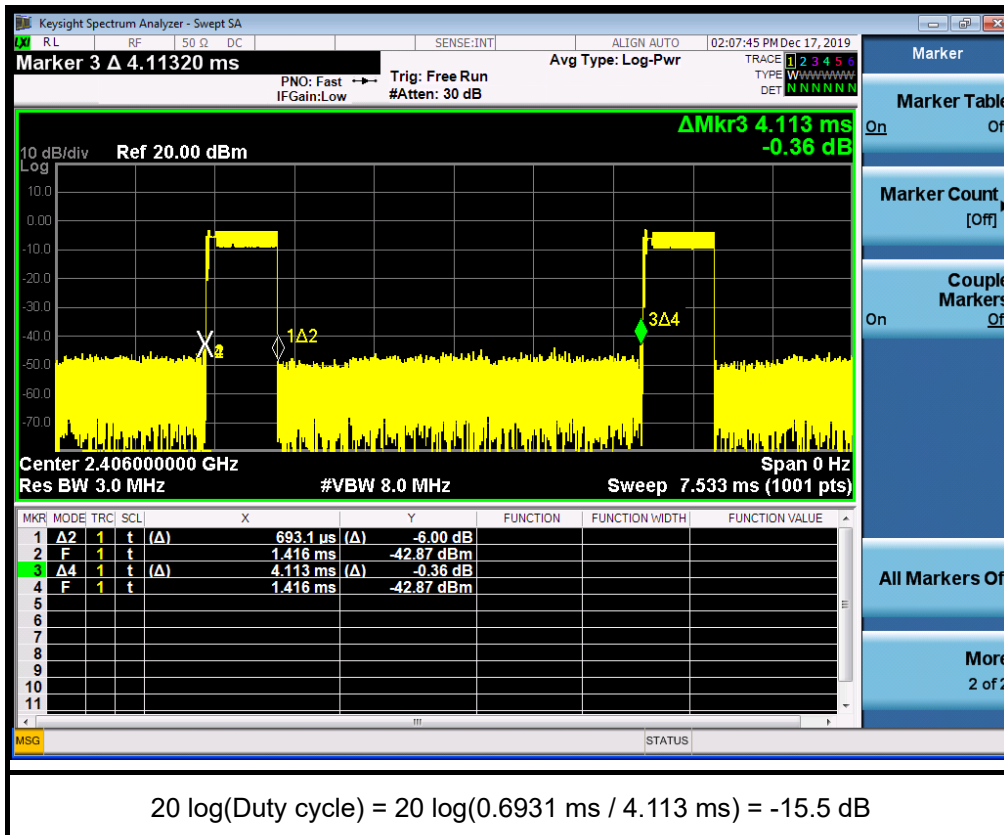 Keysight Spectrum Analyzer - Swept SA
LXI RL RF 50 Ω DC SENSE:INT ALIGN AUTO 02:07:45 PM Dec 17, 2019
Marker 3 Δ 4.11320 ms
PNO: Fast
IFGain:Low
Trig: Free Run
#Atten: 30 dB
Avg Type: Log-Pwr
TRACE 1 2 3 4 5 6
TYPE WWWWWW
DET N N N N N N
ΔMkr3 4.113 ms
-0.36 dB
10 dB/div Ref 20.00 dBm
Log
10.0
0.00
-10.0
-20.0
-30.0
-40.0
-50.0
-60.0
-70.0
X 2
1Δ2
3Δ4
Center 2.406000000 GHz Span 0 Hz
Res BW 3.0 MHz #VBW 8.0 MHz Sweep 7.533 ms (1001 pts)
MKR MODE TRC SCL X Y FUNCTION FUNCTION WIDTH FUNCTION VALUE
1 Δ2 1 t (Δ) 693.1 µs (Δ) -6.00 dB
2 F 1 t 1.416 ms -42.87 dBm
3 Δ4 1 t (Δ) 4.113 ms (Δ) -0.36 dB
4 F 1 t 1.416 ms -42.87 dBm
5
6
7
8
9
10
11
MSG STATUS
Marker
Marker Table
On Of
Marker Count
[Off]
Couple
Markers
On Of
All Markers Of
More
2 of 2
20 log(Duty cycle) = 20 log(0.6931 ms / 4.113 ms) = -15.5 dB